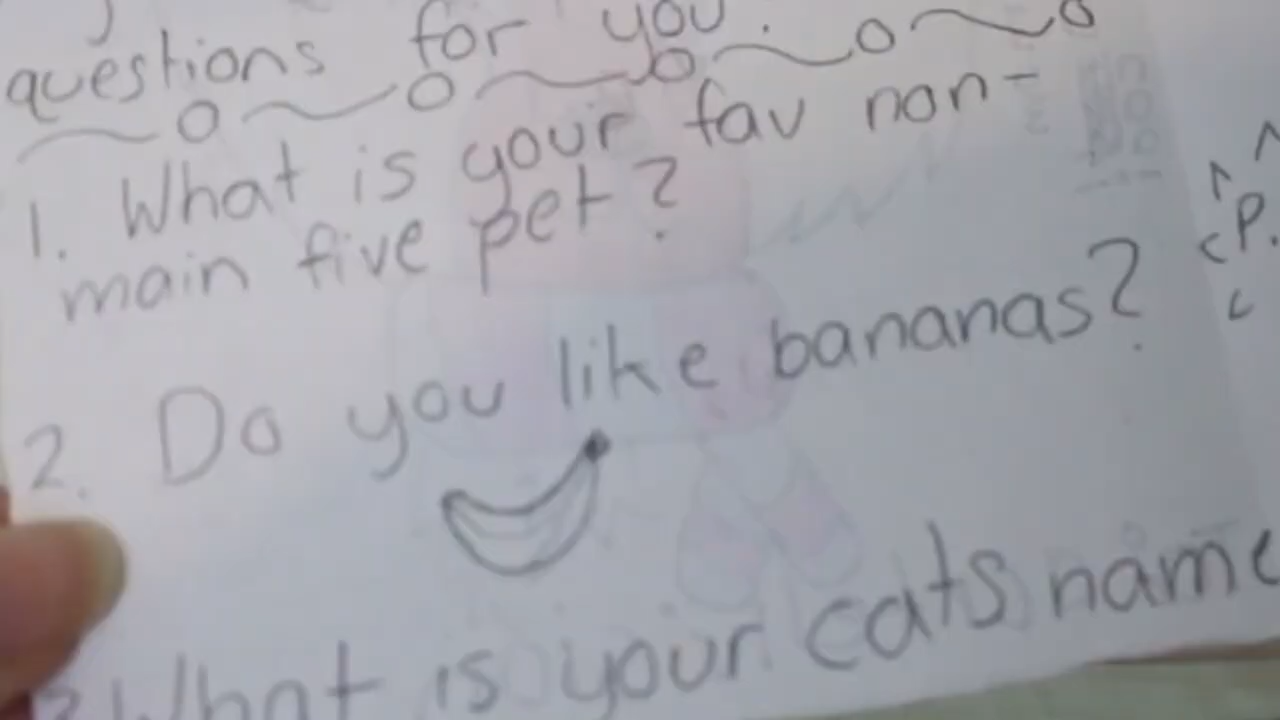 questions for you.
1. What is your fav non-
main five pet?
2. Do you like bananas?
What is your cats name